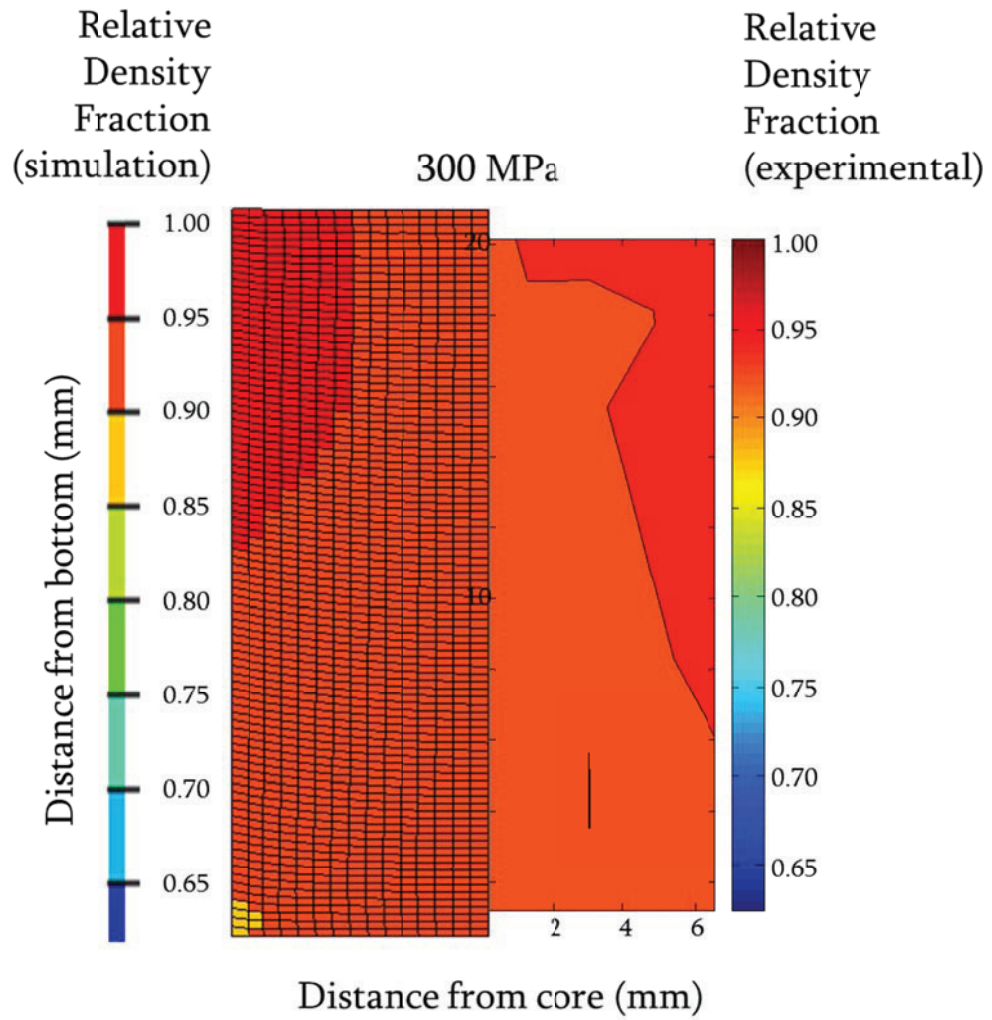 Relative
Density
Fraction
(simulation)
300 MPa
Relative
Density
Fraction
(experimental)
1.00
0.95
0.90
0.85
0.80
0.75
0.70
0.65
Distance from bottom (mm)
20
10
2
4
6
1.00
0.95
0.90
0.85
0.80
0.75
0.70
0.65
Distance from core (mm)